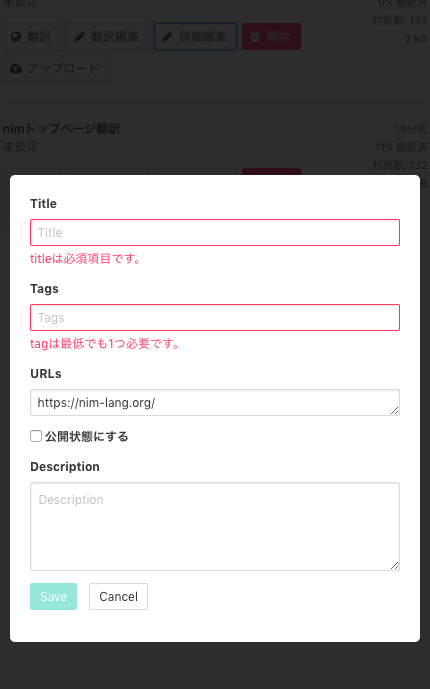 未設定
0% 翻訳済
対訳数: 133
翻訳 翻訳編集 詳細編集 削除
0 KB
アップロード
nimトップページ翻訳
19分前
未設定
11% 翻訳済
対訳数: 132
Title
Title
titleは必須項目です。
Tags
Tags
tagは最低でも1つ必要です。
URLs
https://nim-lang.org/
公開状態にする
Description
Description
Save Cancel